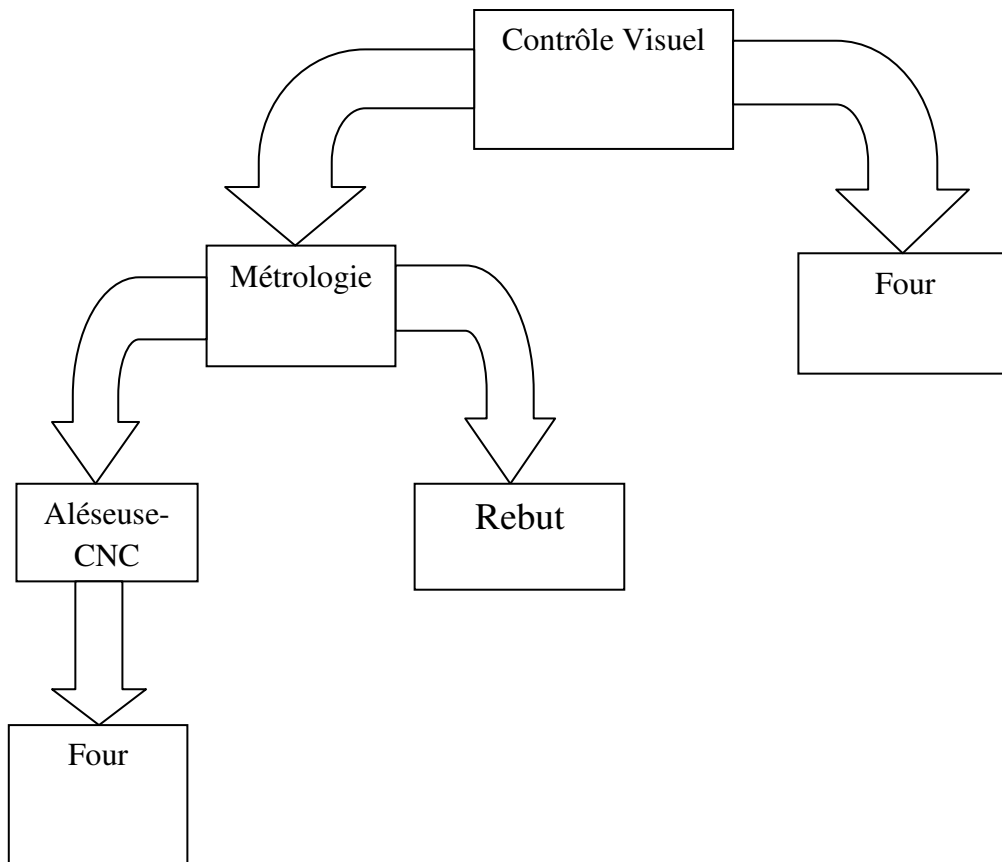 Contrôle Visuel
Métrologie
Four
Aléseuse-
CNC
Rebut
Four